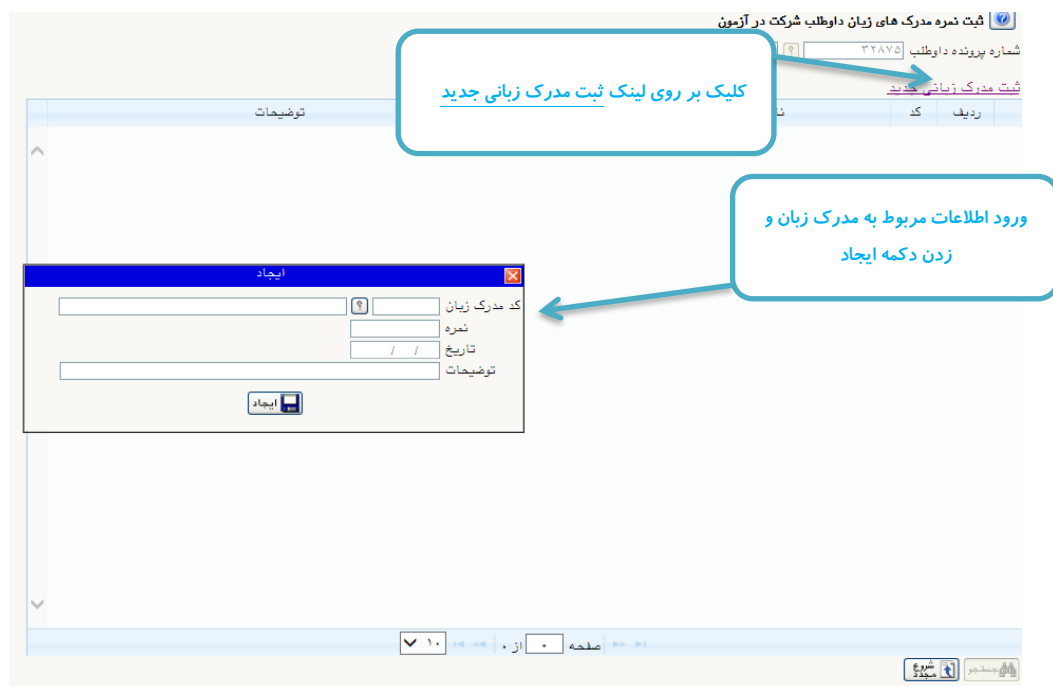 ثبت نمره مدرک های زبان داوطلب شرکت در آزمون
شماره پرونده داوطلب ۳۲۸۷۵
ثبت مدرک زبانی جدید
کلیک بر روی لینک ثبت مدرک زبانی جدید
ردیف کد توضیحات
ورود اطلاعات مربوط به مدرک زبان و
زدن دکمه ایجاد
ایجاد
کد مدرک زبان
نمره
تاریخ / /
توضیحات
ایجاد
صفحه ۰ از ۰ ۱۰
جستجو شروع مجدد